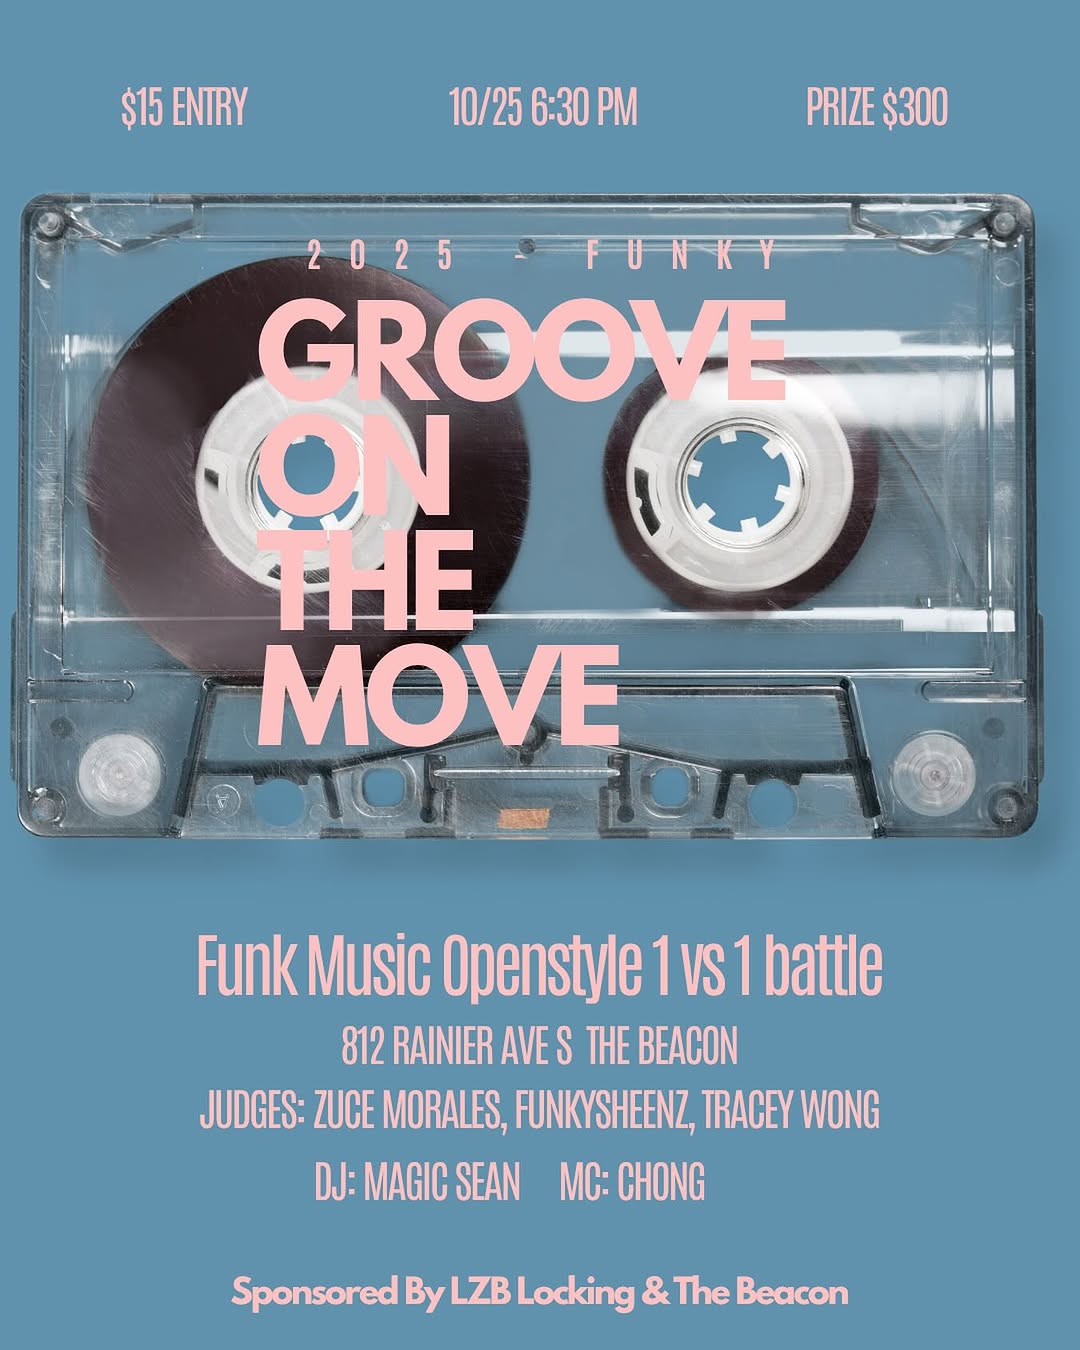 $15 ENTRY
10/25 6:30 PM
PRIZE $300
2025 - FUNKY
GROOVE
ON
THE
MOVE
Funk Music Openstyle 1 vs 1 battle
812 RAINIER AVE S THE BEACON
JUDGES: ZUCE MORALES, FUNKYSHEENZ, TRACEY WONG
DJ: MAGIC SEAN MC: CHONG
Sponsored By LZB Locking & The Beacon